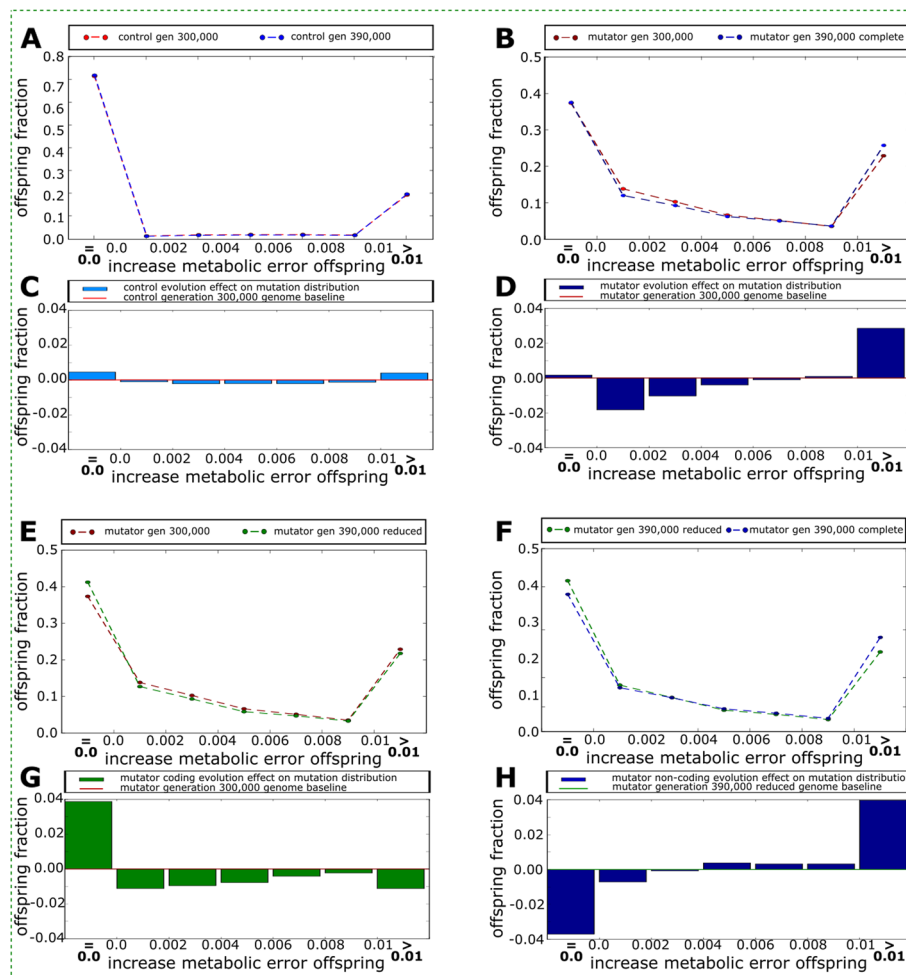 A
control gen 300,000 control gen 390,000
0.8
0.7
0.6
0.5
0.4
0.3
0.2
0.1
0.0
offspring fraction
= 0.0 0.002 0.004 0.006 0.008 0.01 >
0.0 increase metabolic error offspring 0.01
B
mutator gen 300,000 mutator gen 390,000 complete
0.5
0.4
0.3
0.2
0.1
0.0
offspring fraction
= 0.0 0.002 0.004 0.006 0.008 0.01 >
0.0 increase metabolic error offspring 0.01
C
control evolution effect on mutation distribution
control generation 300,000 genome baseline
0.04
0.02
0.00
-0.02
-0.04
offspring fraction
= 0.0 0.002 0.004 0.006 0.008 0.01 >
0.0 increase metabolic error offspring 0.01
D
mutator evolution effect on mutation distribution
mutator generation 300,000 genome baseline
0.04
0.02
0.00
-0.02
-0.04
offspring fraction
= 0.0 0.002 0.004 0.006 0.008 0.01 >
0.0 increase metabolic error offspring 0.01
E
mutator gen 300,000 mutator gen 390,000 reduced
0.5
0.4
0.3
0.2
0.1
0.0
offspring fraction
= 0.0 0.002 0.004 0.006 0.008 0.01 >
0.0 increase metabolic error offspring 0.01
F
mutator gen 390,000 reduced mutator gen 390,000 complete
0.5
0.4
0.3
0.2
0.1
0.0
offspring fraction
= 0.0 0.002 0.004 0.006 0.008 0.01 >
0.0 increase metabolic error offspring 0.01
G
mutator coding evolution effect on mutation distribution
mutator generation 300,000 genome baseline
0.04
0.02
0.00
-0.02
-0.04
offspring fraction
= 0.0 0.002 0.004 0.006 0.008 0.01 >
0.0 increase metabolic error offspring 0.01
H
mutator non-coding evolution effect on mutation distributio
mutator generation 390,000 reduced genome baseline
0.04
0.02
0.00
-0.02
-0.04
offspring fraction
= 0.0 0.002 0.004 0.006 0.008 0.01 >
0.0 increase metabolic error offspring 0.01